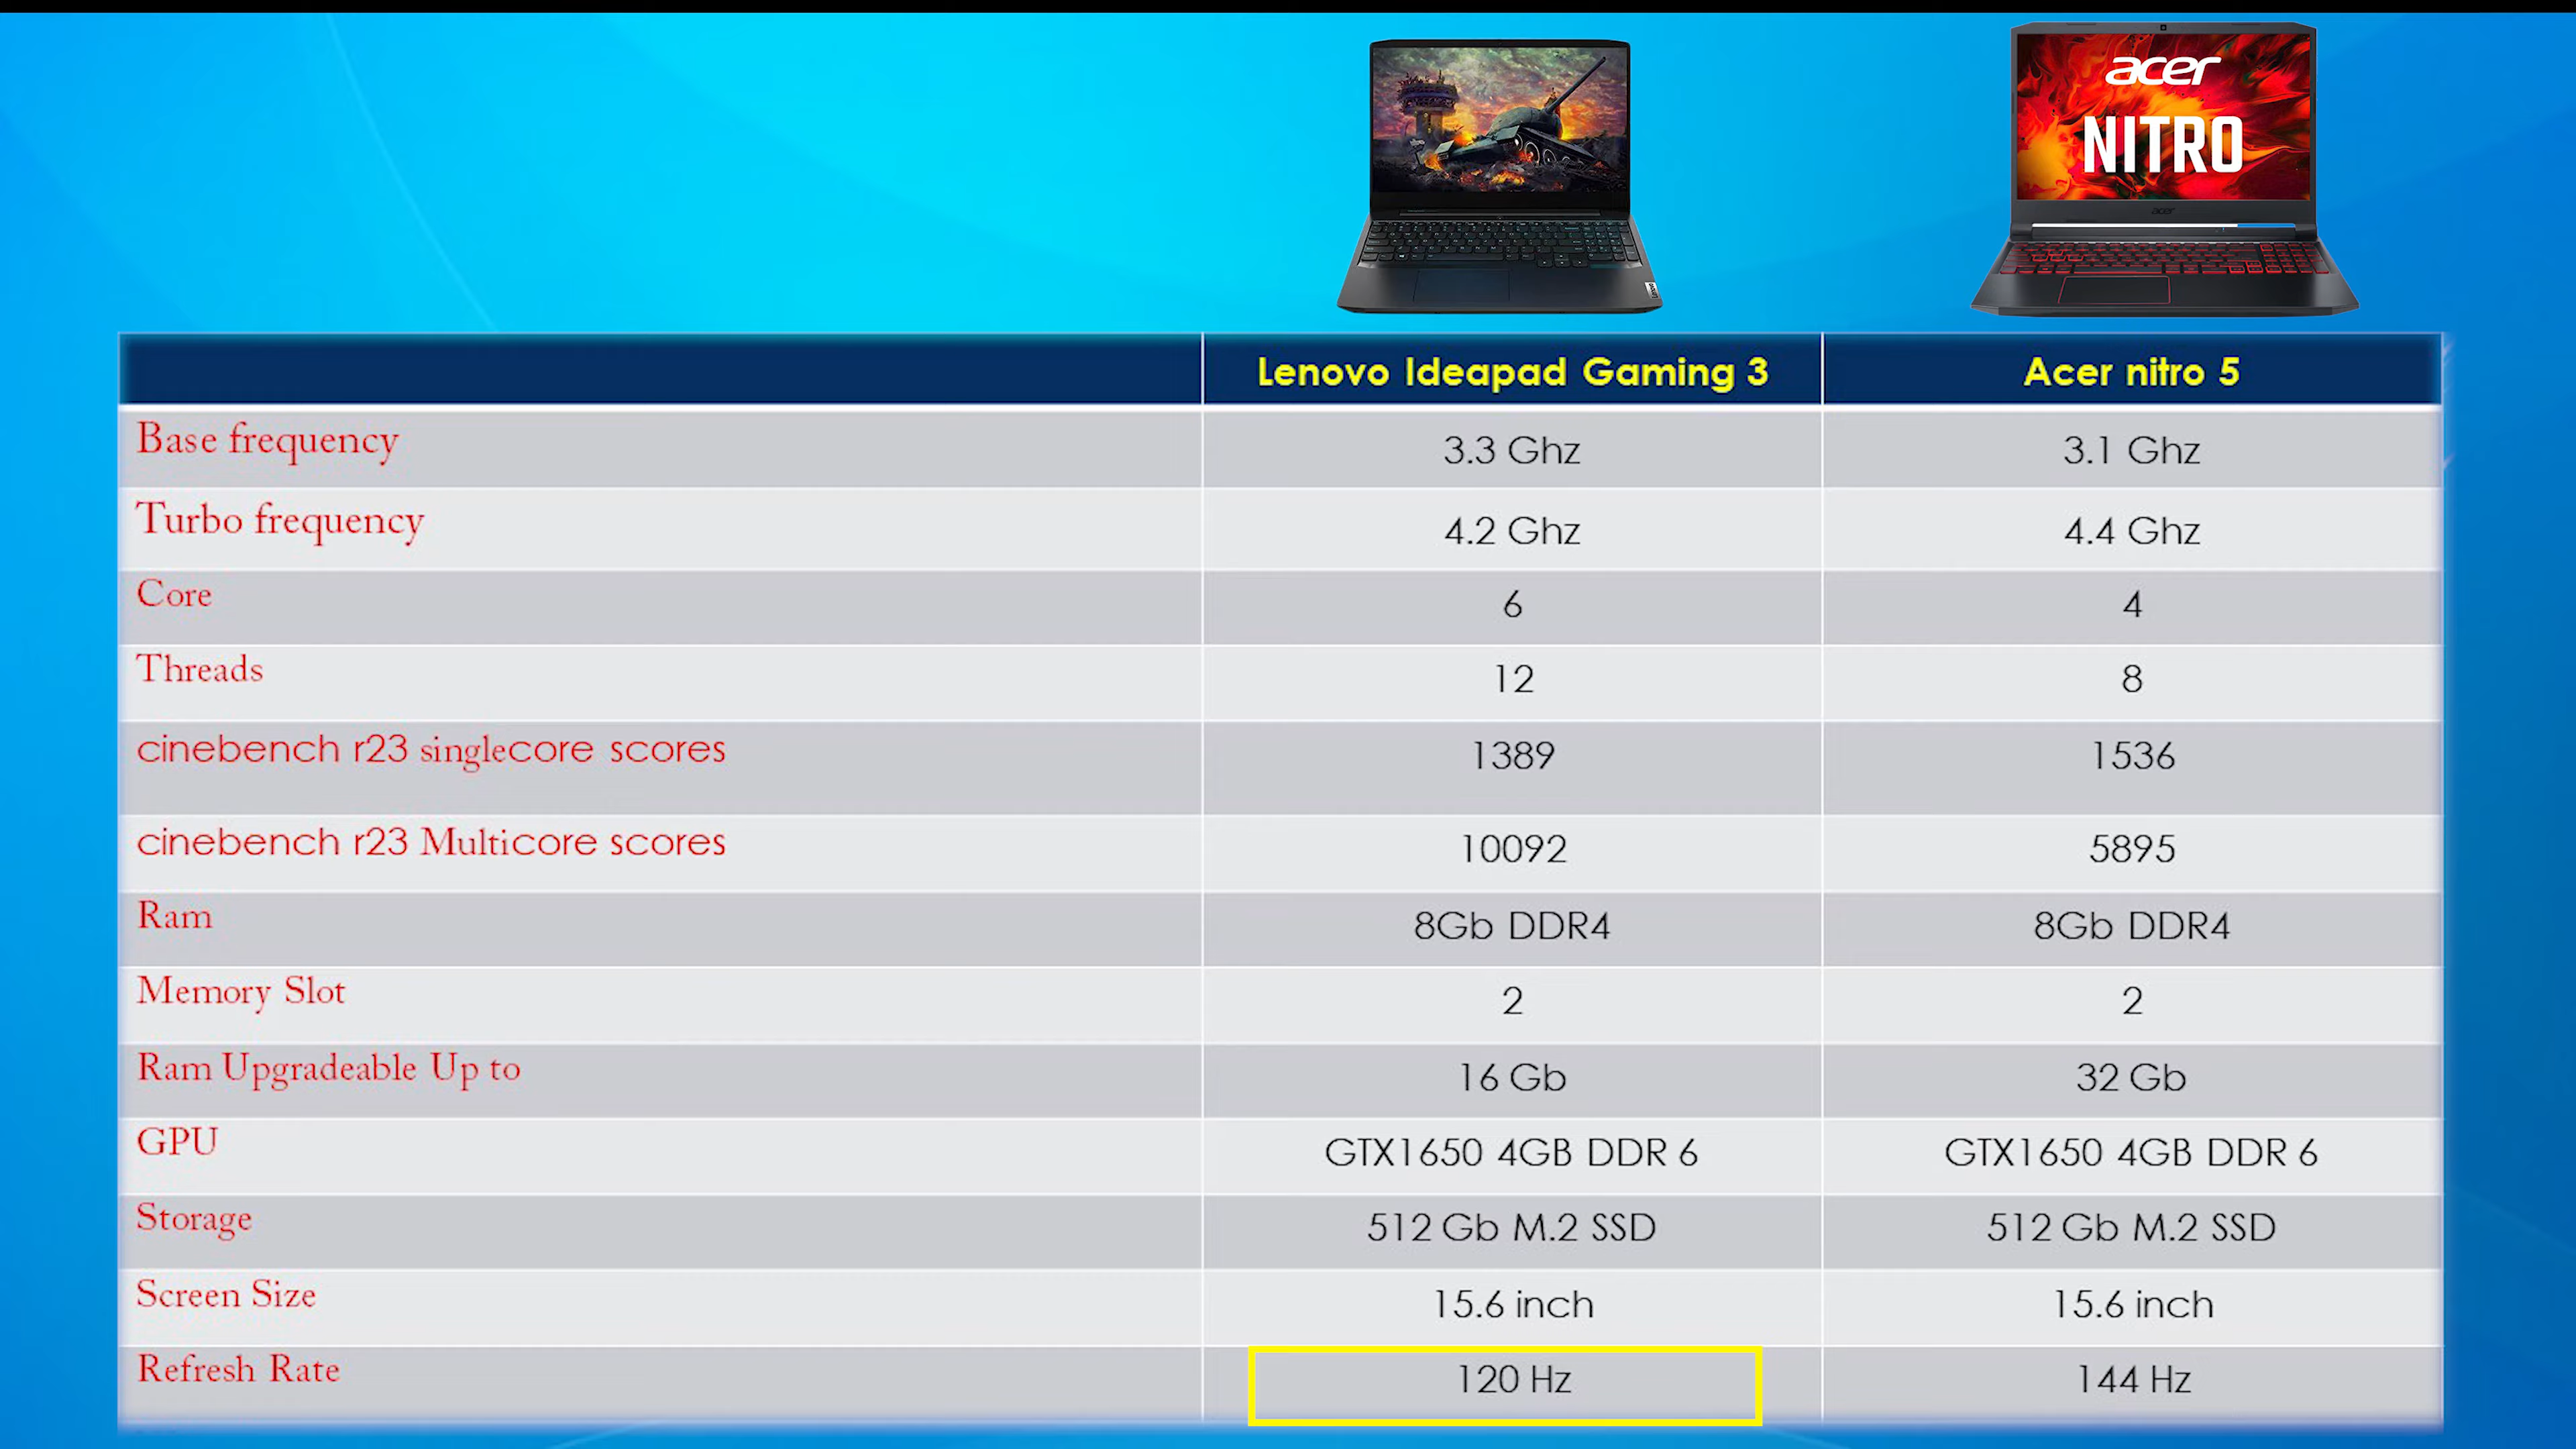 acer
NITRO
acer
Lenovo Ideapad Gaming 3 Acer nitro 5
Base frequency 3.3 Ghz 3.1 Ghz
Turbo frequency 4.2 Ghz 4.4 Ghz
Core 6 4
Threads 12 8
cinebench r23 singlecore scores 1389 1536
cinebench r23 Multicore scores 10092 5895
Ram 8Gb DDR4 8Gb DDR4
Memory Slot 2 2
Ram Upgradeable Up to 16 Gb 32 Gb
GPU GTX1650 4GB DDR 6 GTX1650 4GB DDR 6
Storage 512 Gb M.2 SSD 512 Gb M.2 SSD
Screen Size 15.6 inch 15.6 inch
Refresh Rate 120 Hz 144 Hz